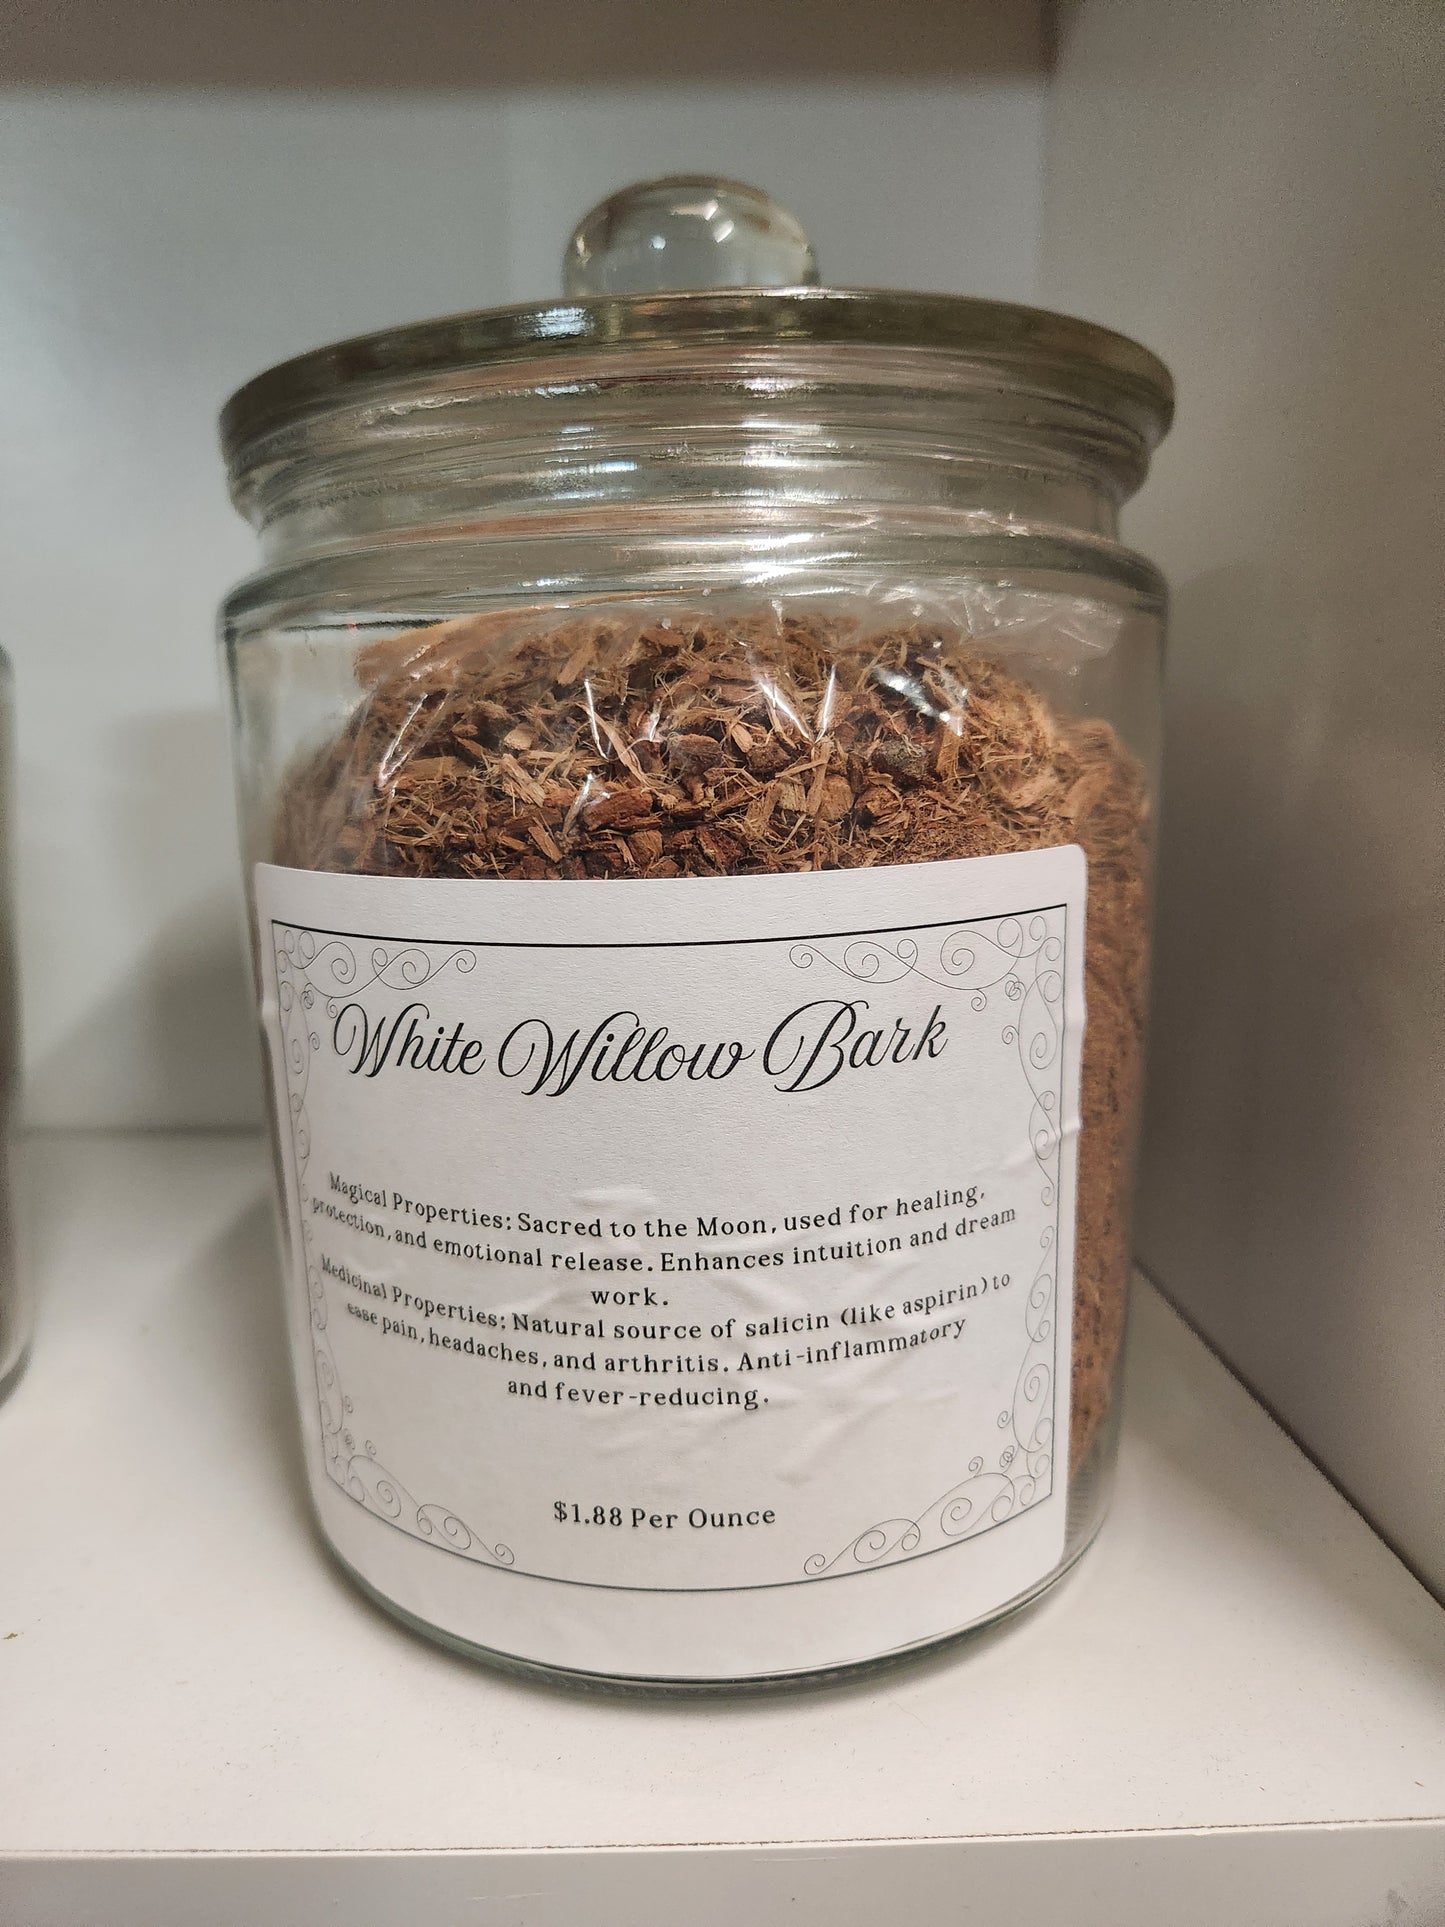 White Willow Bark
Magical Properties: Sacred to the Moon, used for healing,
protection, and emotional release. Enhances intuition and dream
work.
Medicinal Properties: Natural source of salicin (like aspirin) to
ease pain, headaches, and arthritis. Anti-inflammatory
and fever-reducing.
$1.88 Per Ounce